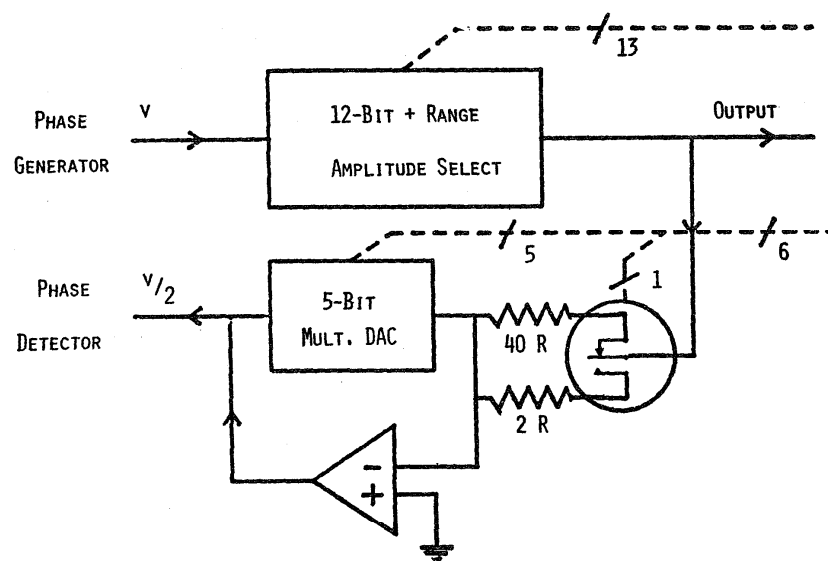 13
PHASE
GENERATOR
V
12-BIT + RANGE
AMPLITUDE SELECT
OUTPUT
5
6
PHASE
DETECTOR
V/2
5-BIT
MULT. DAC
1
40 R
2 R
-
+